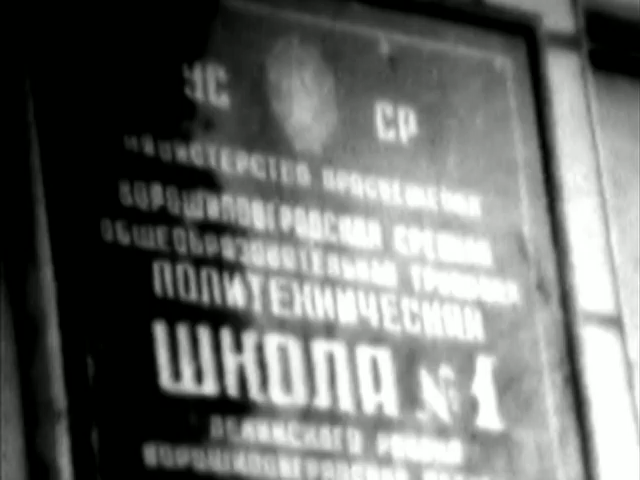 УС СР
МИНИСТЕРСТВО ПРОСВЕЩЕНИЯ
ВОРОШИЛОВГРАДСКАЯ СРЕДНЯЯ
ОБЩЕОБРАЗОВАТЕЛЬНАЯ ТРУДОВАЯ
ПОЛИТЕХНИЧЕСКАЯ
ШКОЛА №1
ЛЕНИНСКОГО РАЙОНА